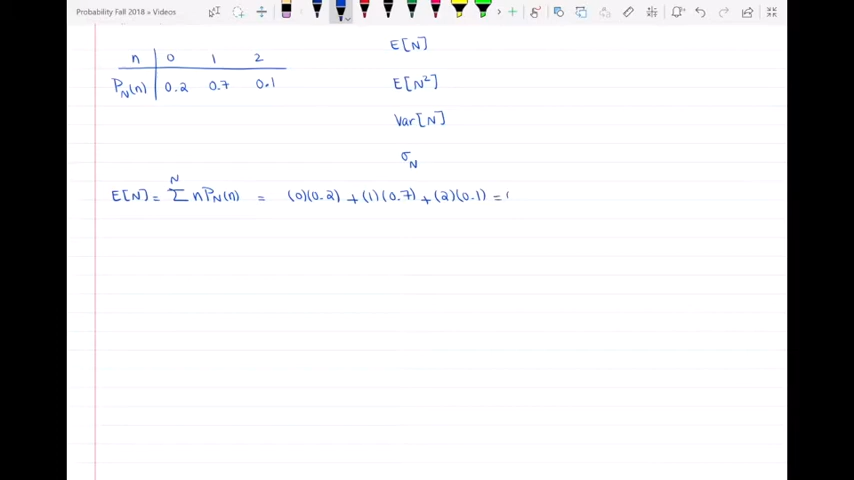 Probability Fall 2018 » Videos
n 0 1 2
P_N(n) 0.2 0.7 0.1
E[N]
E[N²]
Var[N]
σ_N
E[N] = Σ^N n P_N(n) = (0)(0.2) + (1)(0.7) + (2)(0.1) =